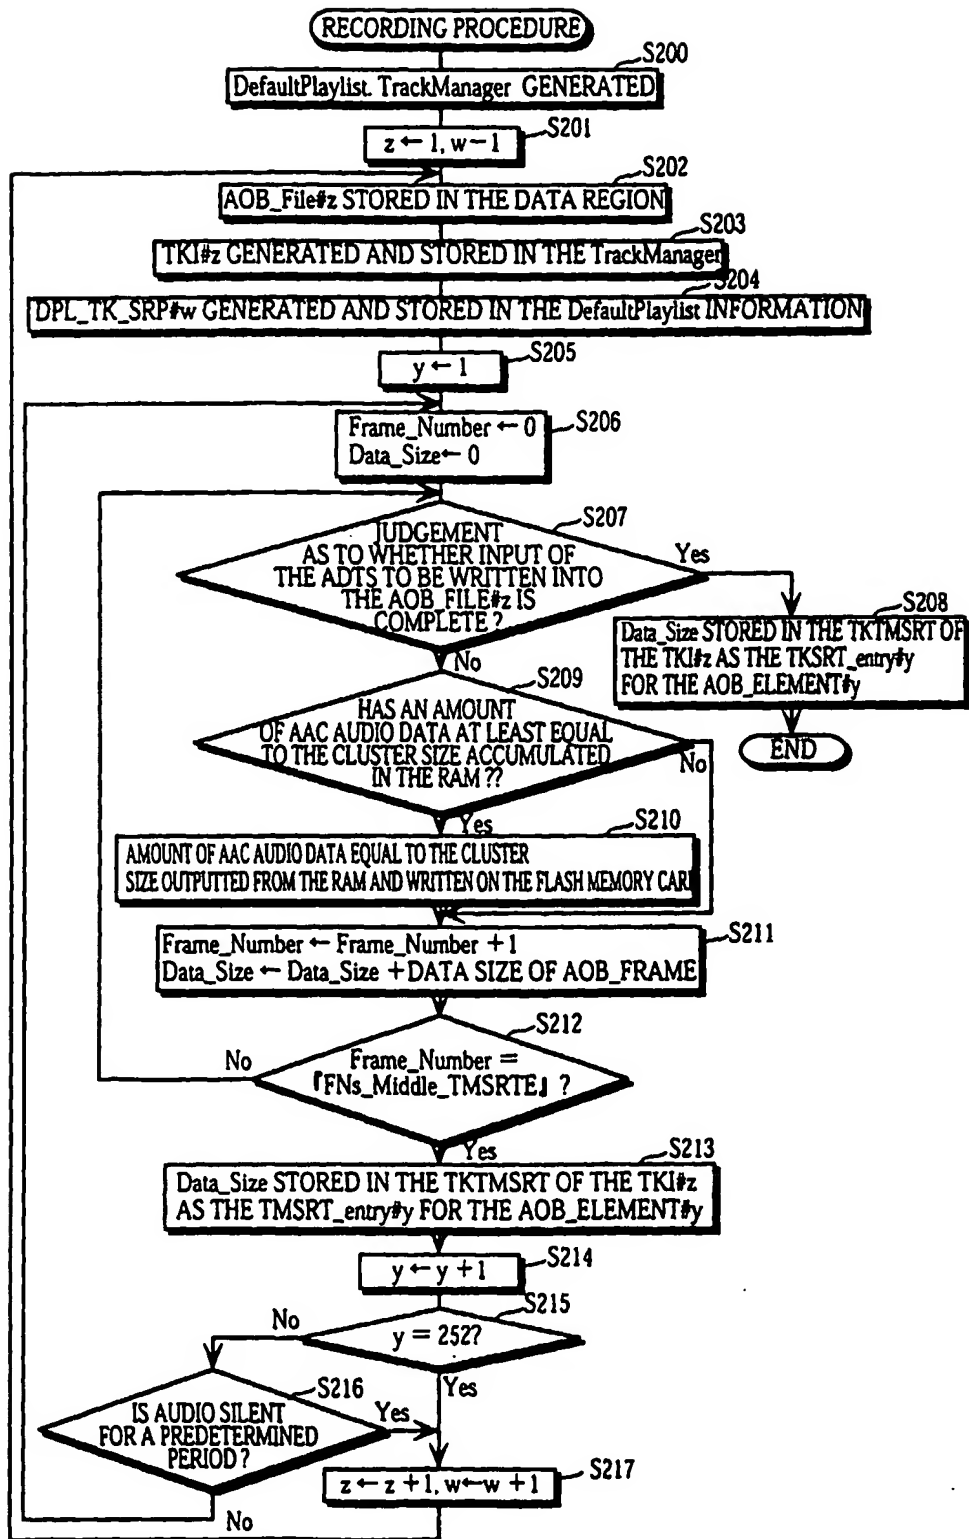 RECORDING PROCEDURE
S200
DefaultPlaylist. TrackManager GENERATED
S201
z ← 1, w−1
S202
AOB_File#z STORED IN THE DATA REGION
S203
TKI#z GENERATED AND STORED IN THE TrackManager
S204
DPL_TK_SRP#w GENERATED AND STORED IN THE DefaultPlaylist INFORMATION
S205
y ← 1
S206
Frame_Number ← 0
Data_Size← 0
S207
JUDGEMENT
AS TO WHETHER INPUT OF
THE ADTS TO BE WRITTEN INTO
THE AOB_FILE#z IS
COMPLETE ?
Yes
S208
Data_Size STORED IN THE TKTMSRT OF
THE TKI#z AS THE TKSRT_entry#y
FOR THE AOB_ELEMENT#y
END
No
S209
HAS AN AMOUNT
OF AAC AUDIO DATA AT LEAST EQUAL
TO THE CLUSTER SIZE ACCUMULATED
IN THE RAM ??
No
Yes
S210
AMOUNT OF AAC AUDIO DATA EQUAL TO THE CLUSTER
SIZE OUTPUTTED FROM THE RAM AND WRITTEN ON THE FLASH MEMORY CARD
S211
Frame_Number ← Frame_Number +1
Data_Size ← Data_Size +DATA SIZE OF AOB_FRAME
S212
Frame_Number =
『FNs_Middle_TMSRTE』 ?
No
Yes
S213
Data_Size STORED IN THE TKTMSRT OF THE TKI#z
AS THE TMSRT_entry#y FOR THE AOB_ELEMENT#y
S214
y ← y +1
S215
y = 252?
No
Yes
S216
IS AUDIO SILENT
FOR A PREDETERMINED
PERIOD ?
Yes
No
S217
z ← z +1, w←w +1